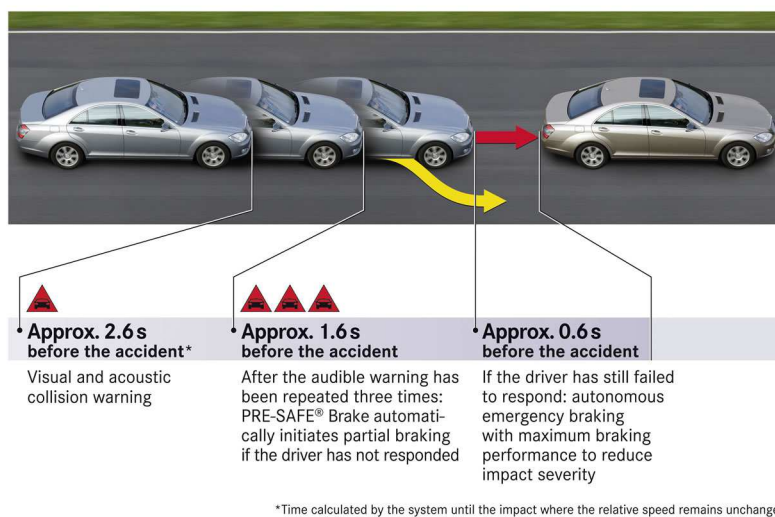 Approx. 2.6 s
before the accident*
Visual and acoustic
collision warning
Approx. 1.6 s
before the accident
After the audible warning has
been repeated three times:
PRE-SAFE® Brake automati-
cally initiates partial braking
if the driver has not responded
Approx. 0.6 s
before the accident
If the driver has still failed
to respond: autonomous
emergency braking
with maximum braking
performance to reduce
impact severity
*Time calculated by the system until the impact where the relative speed remains unchange